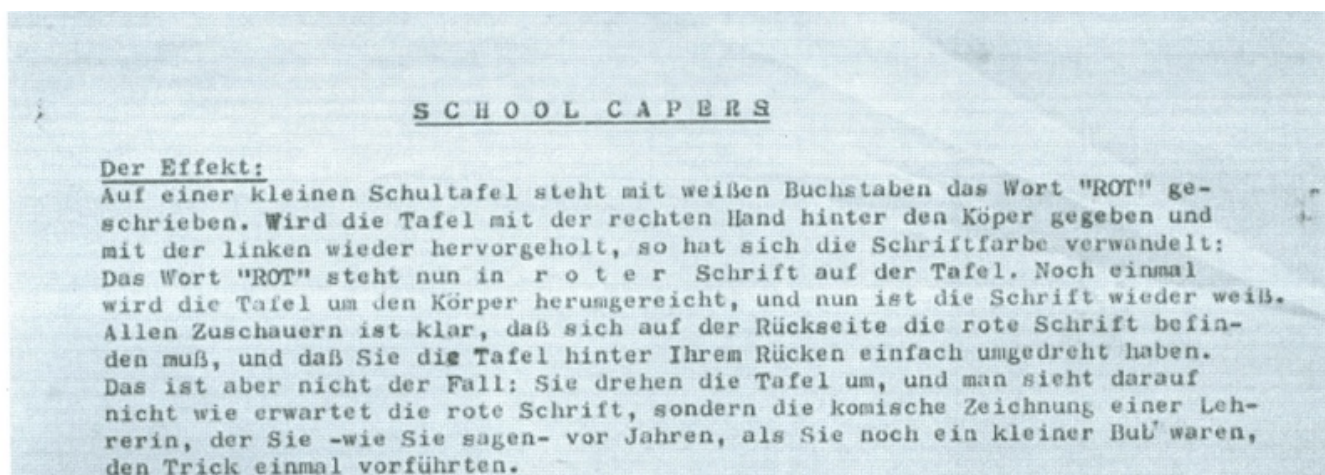 S C H O O L   C A P E R S
Der Effekt:
Auf einer kleinen Schultafel steht mit weißen Buchstaben das Wort "ROT" ge-
schrieben. Wird die Tafel mit der rechten Hand hinter den Köper gegeben und
mit der linken wieder hervorgeholt, so hat sich die Schriftfarbe verwandelt:
Das Wort "ROT" steht nun in r o t e r Schrift auf der Tafel. Noch einmal
wird die Tafel um den Körper herumgereicht, und nun ist die Schrift wieder weiß.
Allen Zuschauern ist klar, daß sich auf der Rückseite die rote Schrift befin-
den muß, und daß Sie die Tafel hinter Ihrem Rücken einfach umgedreht haben.
Das ist aber nicht der Fall: Sie drehen die Tafel um, und man sieht darauf
nicht wie erwartet die rote Schrift, sondern die komische Zeichnung einer Leh-
rerin, der Sie -wie Sie sagen- vor Jahren, als Sie noch ein kleiner Bub waren,
den Trick einmal vorführten.